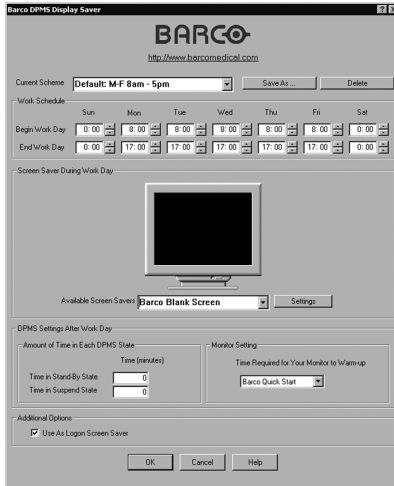 Barco DPMS Display Saver
BARCO
http://www.barcomedical.com
Current Scheme Default: M-F 8am - 5pm Save As ... Delete
Work Schedule
Sun Mon Tue Wed Thu Fri Sat
Begin Work Day 0: 00 8: 00 8: 00 8: 00 8: 00 8: 00 0: 00
End Work Day 0: 00 17: 00 17: 00 17: 00 17: 00 17: 00 0: 00
Screen Saver During Work Day
Available Screen Savers Barco Blank Screen Settings
DPMS Settings After Work Day
Amount of Time in Each DPMS State Monitor Setting
Time (minutes) Time Required for Your Monitor to Warm-up
Time in Stand-By State 0 Barco Quick Start
Time in Suspend State 0
Additional Options
Use As Logon Screen Saver
OK Cancel Help